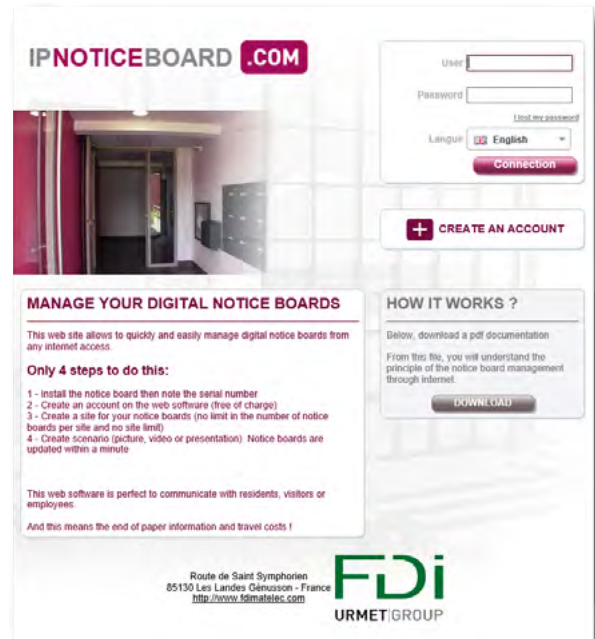 IPNOTICEBOARD .COM
User
Password
I lost my password
Langue English
Connection
CREATE AN ACCOUNT
MANAGE YOUR DIGITAL NOTICE BOARDS
This web site allows to quickly and easily manage digital notice boards from
any internet access.
Only 4 steps to do this:
1 - Install the notice board then note the serial number
2 - Create an account on the web software (free of charge)
3 - Create a site for your notice boards (no limit in the number of notice
boards per site and no site limit)
4 - Create scenario (picture, video or presentation). Notice boards are
updated within a minute
This web software is perfect to communicate with residents, visitors or
employees.
And this means the end of paper information and travel costs !
HOW IT WORKS ?
Below, download a pdf documentation
From this file, you will understand the
principle of the notice board management
through internet.
DOWNLOAD
Route de Saint Symphorien
85130 Les Landes Génusson - France
http://www.fdimatelec.com
FDI
URMET GROUP